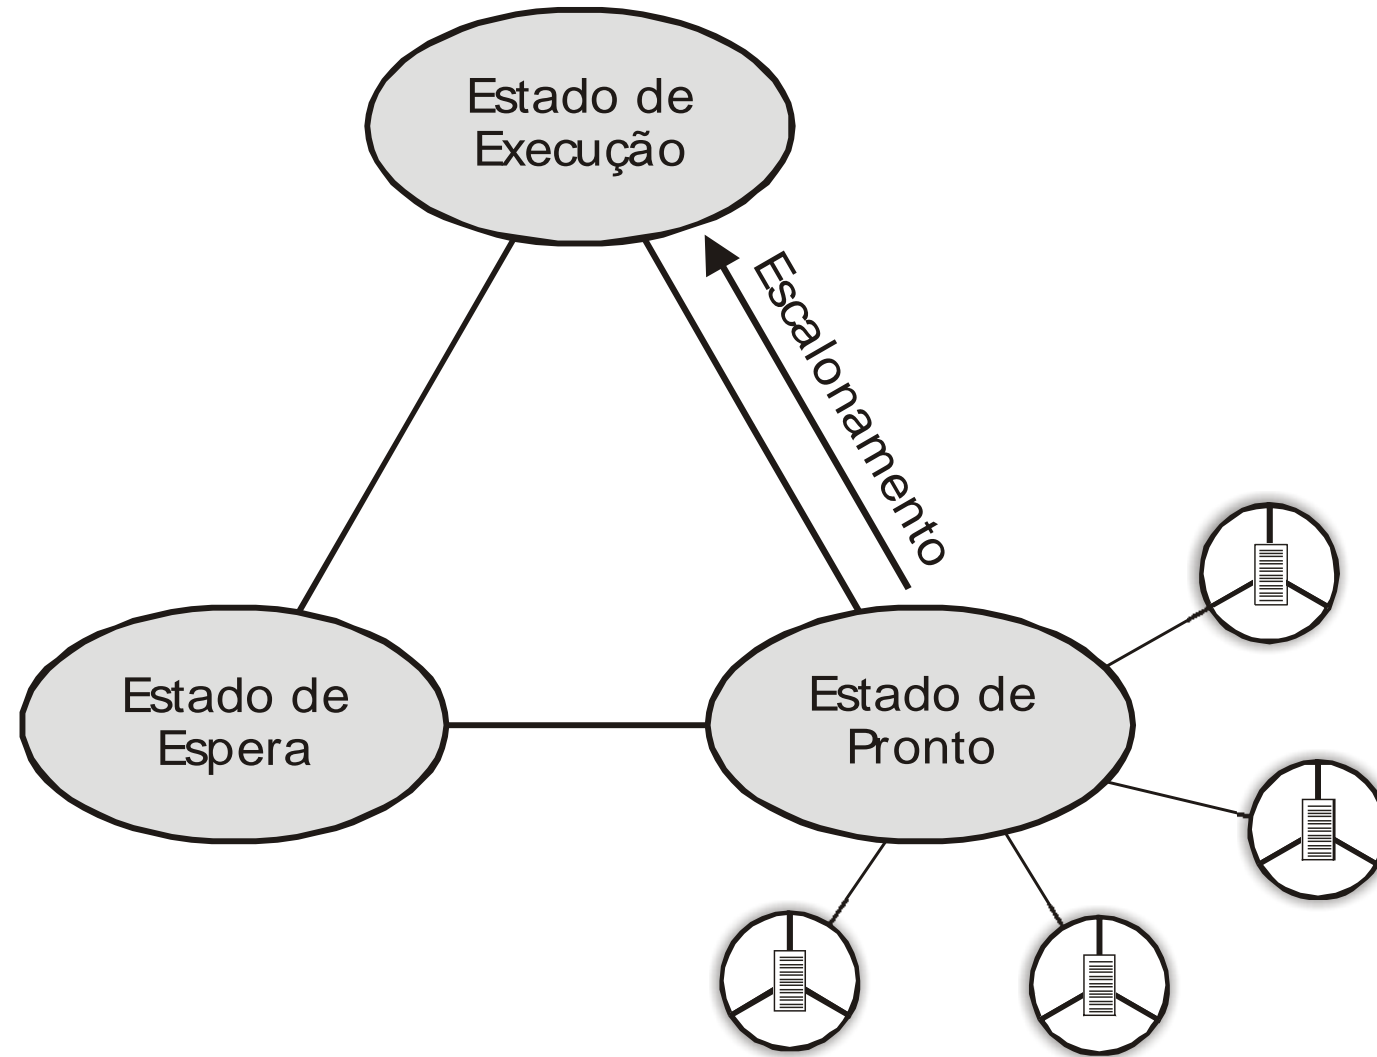 Estado de
Execução
Escalonamento
Estado de
Espera
Estado de
Pronto